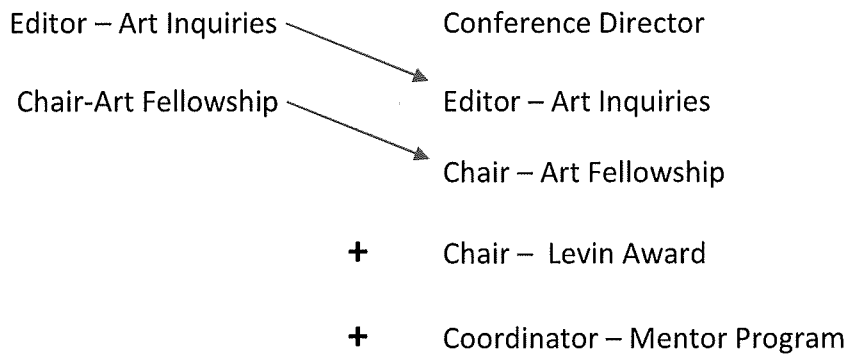 Editor – Art Inquiries Conference Director
Chair-Art Fellowship Editor – Art Inquiries
Chair – Art Fellowship
+ Chair – Levin Award
+ Coordinator – Mentor Program